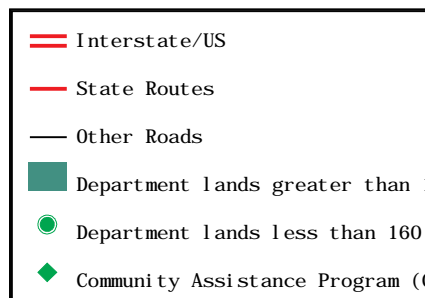 Interstate/US
State Routes
Other Roads
Department lands greater than
Department lands less than 160
Community Assistance Program